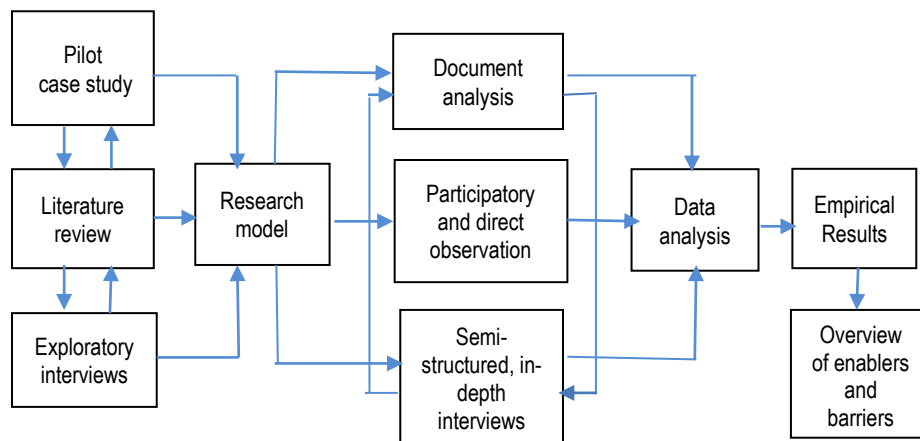 Pilot
case study
Literature
review
Exploratory
interviews
Research
model
Document
analysis
Participatory
and direct
observation
Semi-
structured, in-
depth
interviews
Data
analysis
Empirical
Results
Overview
of enablers
and
barriers